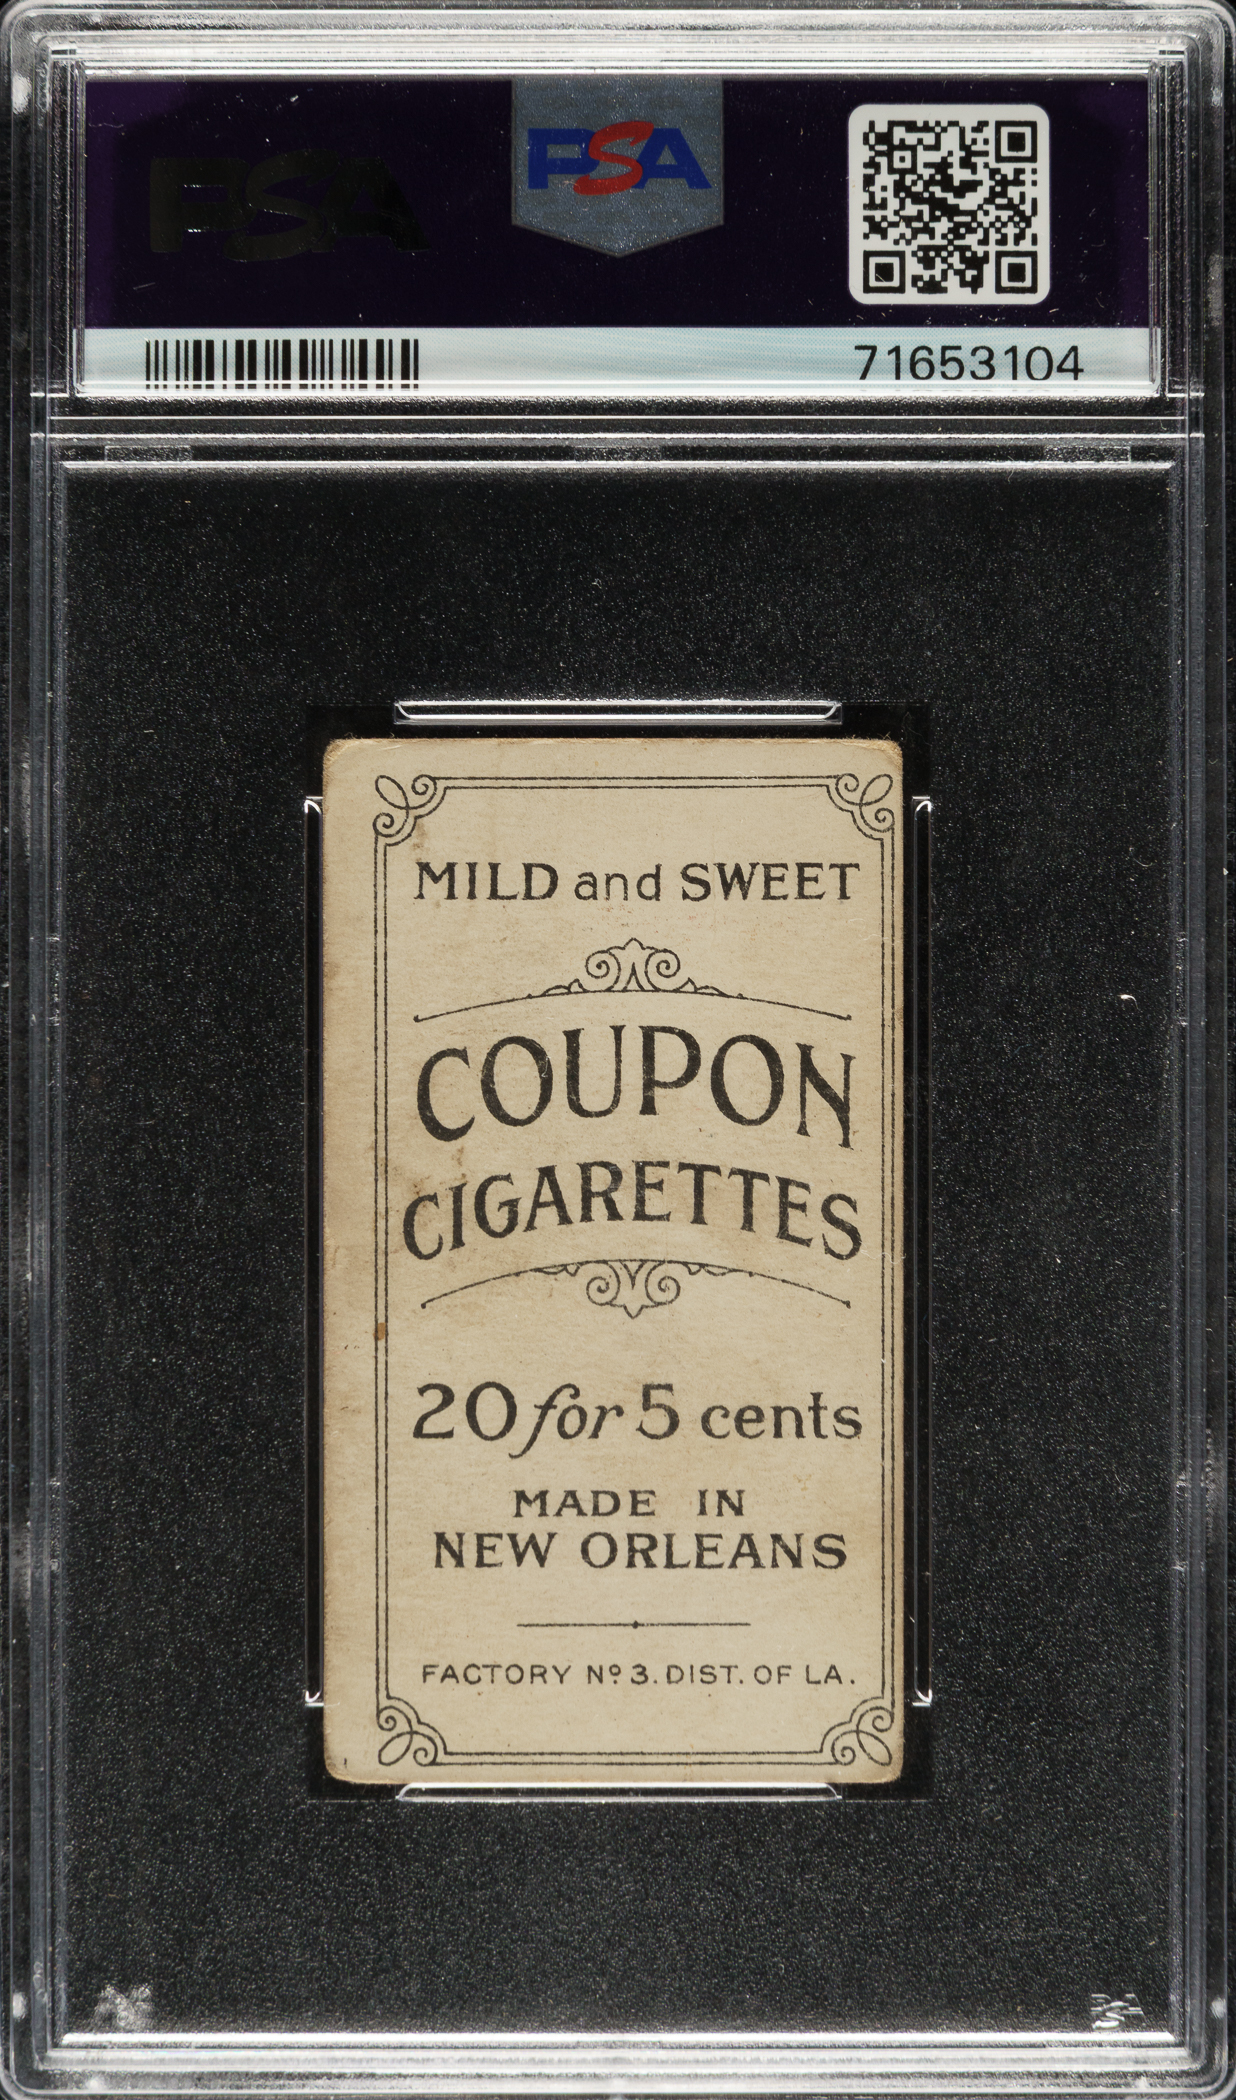 PSA
PSA
71653104
MILD and SWEET
COUPON
CIGARETTES
20 for 5 cents
MADE IN
NEW ORLEANS
FACTORY Nº 3. DIST. OF LA.
PSA